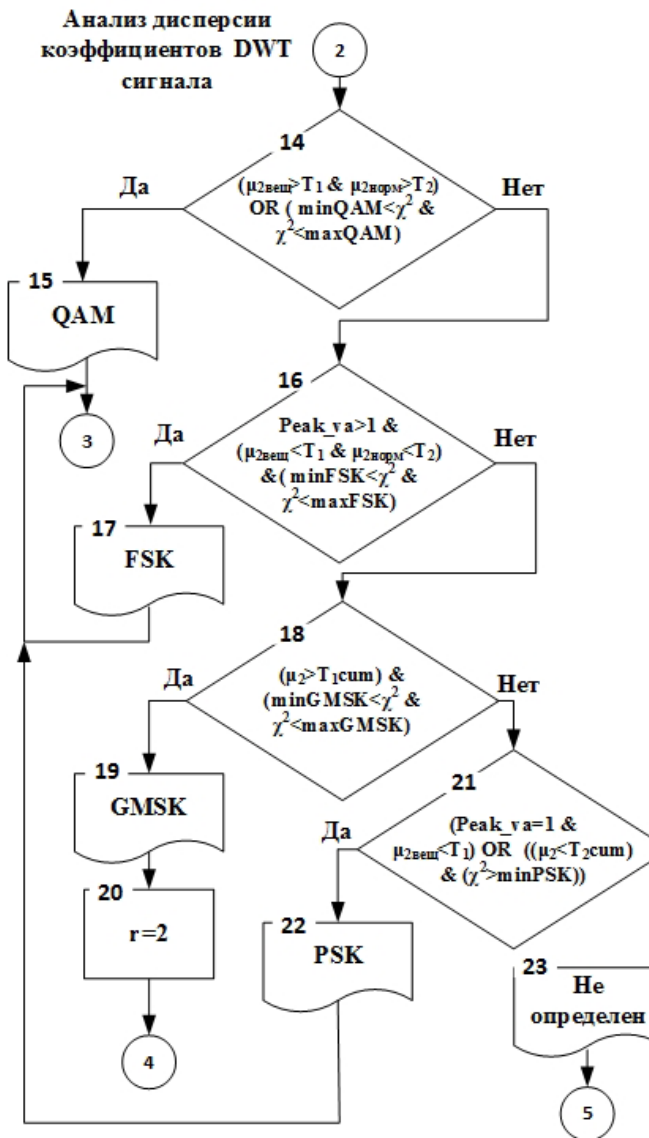 Анализ дисперсии
коэффициентов DWT
сигнала
2
14
Да
(μ2вещ>T1 & μ2норм>T2)
OR ( minQAM<χ² &
χ²<maxQAM)
Нет
15
QAM
3
16
Да
Peak_va>1 &
(μ2вещ<T1 & μ2норм<T2)
&( minFSK<χ² &
χ²<maxFSK)
Нет
17
FSK
18
Да
(μ2>T1cum) &
(minGMSK<χ² &
χ²<maxGMSK)
Нет
19
GMSK
20
r=2
4
21
Да
(Peak_va=1 &
μ2вещ<T1) OR ((μ2<T2cum)
& (χ²>minPSK))
22
PSK
23
Не
определен
5